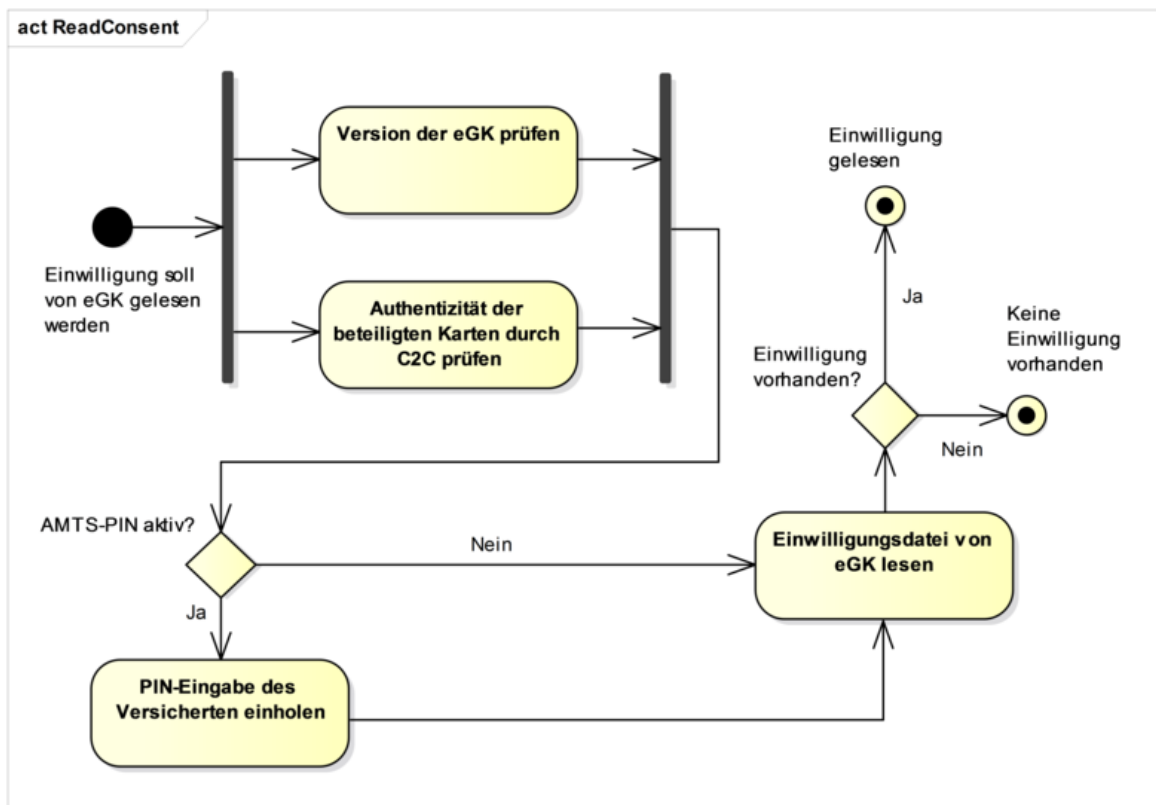 act ReadConsent
Version der eGK prüfen
Einwilligung soll
von eGK gelesen
werden
Authentizität der
beteiligten Karten durch
C2C prüfen
Einwilligung
gelesen
Ja
Keine
Einwilligung
vorhanden
Einwilligung
vorhanden?
Nein
AMTS-PIN aktiv?
Nein
Ja
Einwilligungsdatei von
eGK lesen
PIN-Eingabe des
Versicherten einholen